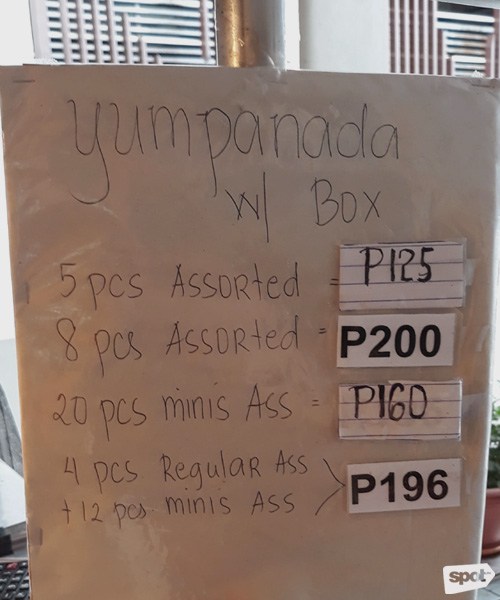 yumpanada
w/ Box
5 pcs Assorted = P125
8 pcs Assorted = P200
20 pcs minis Ass = P160
4 pcs Regular Ass
+12 pcs minis Ass > P196
spot